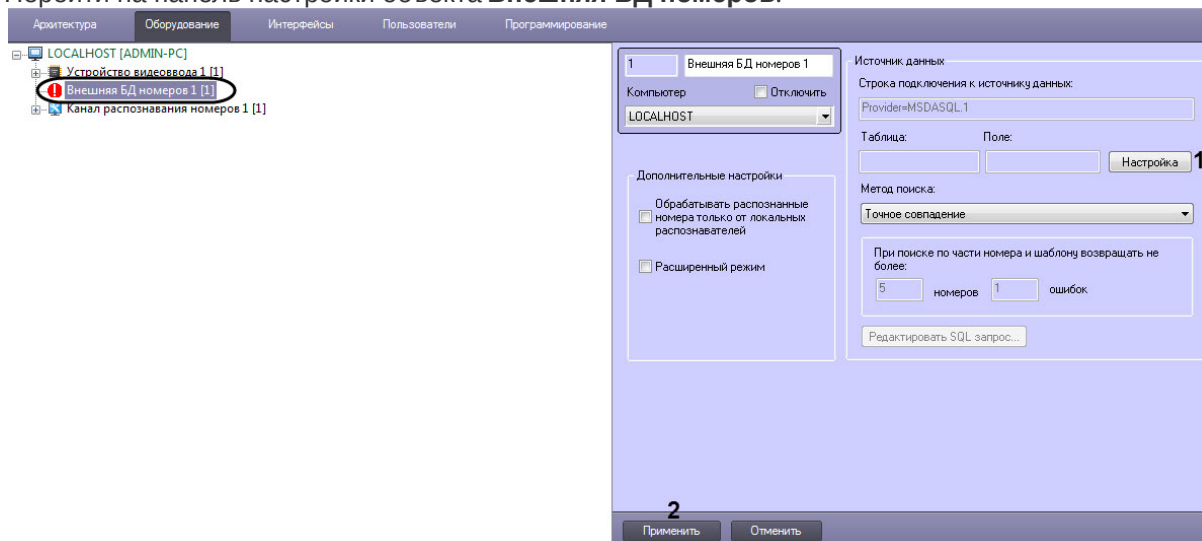 Перейти на панель настройки объекта Внешняя БД номеров.
Архитектура Оборудование Интерфейсы Пользователи Программирование
LOCALHOST [ADMIN-PC]
Устройство видеоввода 1 [1]
Внешняя БД номеров 1 [1]
Канал распознавания номеров 1 [1]
1 Внешняя БД номеров 1
Компьютер Отключить
LOCALHOST
Дополнительные настройки
Обрабатывать распознанные
номера только от локальных
распознавателей
Расширенный режим
Источник данных
Строка подключения к источнику данных:
Provider=MSDASQL.1
Таблица: Поле:
Настройка 1
Метод поиска:
Точное совпадение
При поиске по части номера и шаблону возвращать не
более:
5 номеров 1 ошибок
Редактировать SQL запрос...
2
Применить Отменить